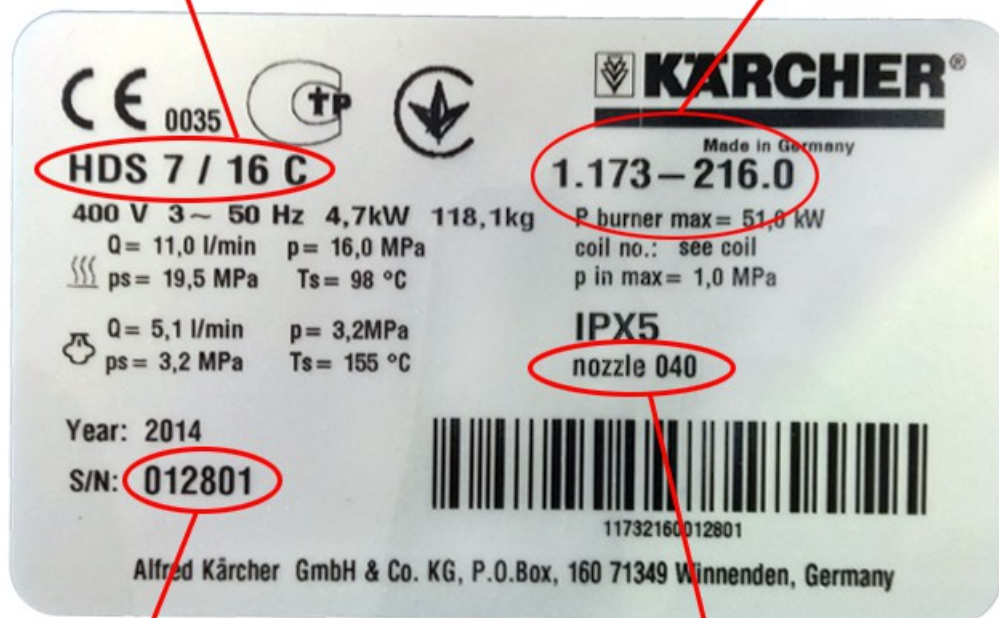 CE 0035 CTP KÄRCHER®
Made in Germany
HDS 7 / 16 C 1.173-216.0
400 V 3~ 50 Hz 4,7kW 118,1kg P burner max= 51,0 kW
Q= 11,0 l/min p= 16,0 MPa coil no.: see coil
ps= 19,5 MPa Ts= 98 °C p in max= 1,0 MPa
Q= 5,1 l/min p= 3,2MPa IPX5
ps= 3,2 MPa Ts= 155 °C nozzle 040
Year: 2014
S/N: 012801
11732160012801
Alfred Kärcher GmbH & Co. KG, P.O.Box, 160 71349 Winnenden, Germany